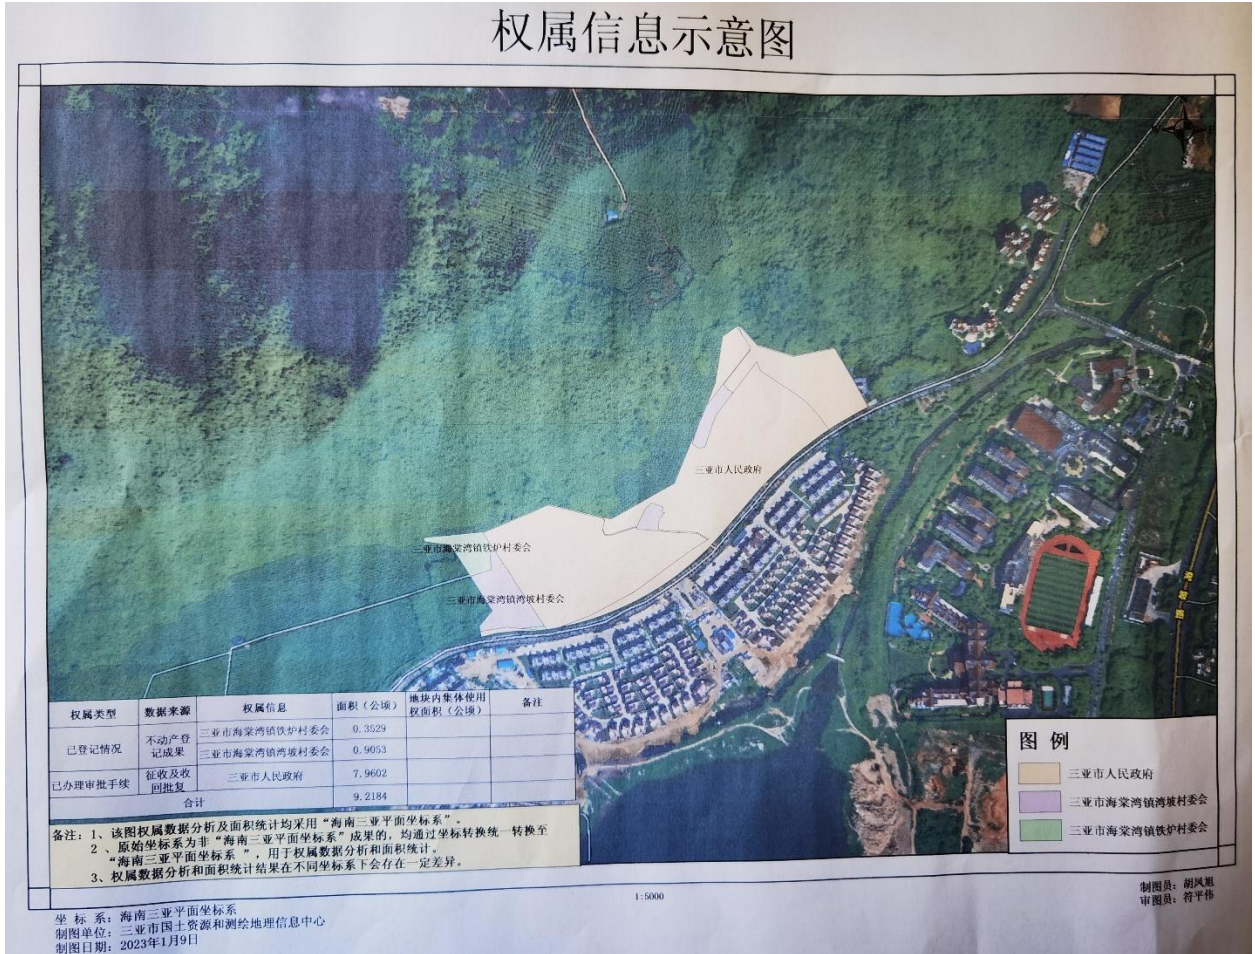 权属信息示意图
三亚市人民政府
三亚市海棠湾镇铁炉村委会
三亚市海棠湾镇湾坡村委会
湾坡路
权属类型 数据来源 权属信息 面积（公顷） 地块内集体使用权面积（公顷） 备注
已登记情况 不动产登记成果 三亚市海棠湾镇铁炉村委会 0.3529
三亚市海棠湾镇湾坡村委会 0.9053
已办理审批手续 征收及收回批复 三亚市人民政府 7.9602
合计 9.2184
图 例
三亚市人民政府
三亚市海棠湾镇湾坡村委会
三亚市海棠湾镇铁炉村委会
备注：1、该图权属数据分析及面积统计均采用“海南三亚平面坐标系”。
2、原始坐标系为非“海南三亚平面坐标系”成果的，均通过坐标转换统一转换至
“海南三亚平面坐标系 ”，用于权属数据分析和面积统计。
3、权属数据分析和面积统计结果在不同坐标系下会存在一定差异。
坐 标 系：海南三亚平面坐标系
制图单位：三亚市国土资源和测绘地理信息中心
制图日期：2023年1月9日
1:5000
制图员：胡凤旭
审图员：符平伟